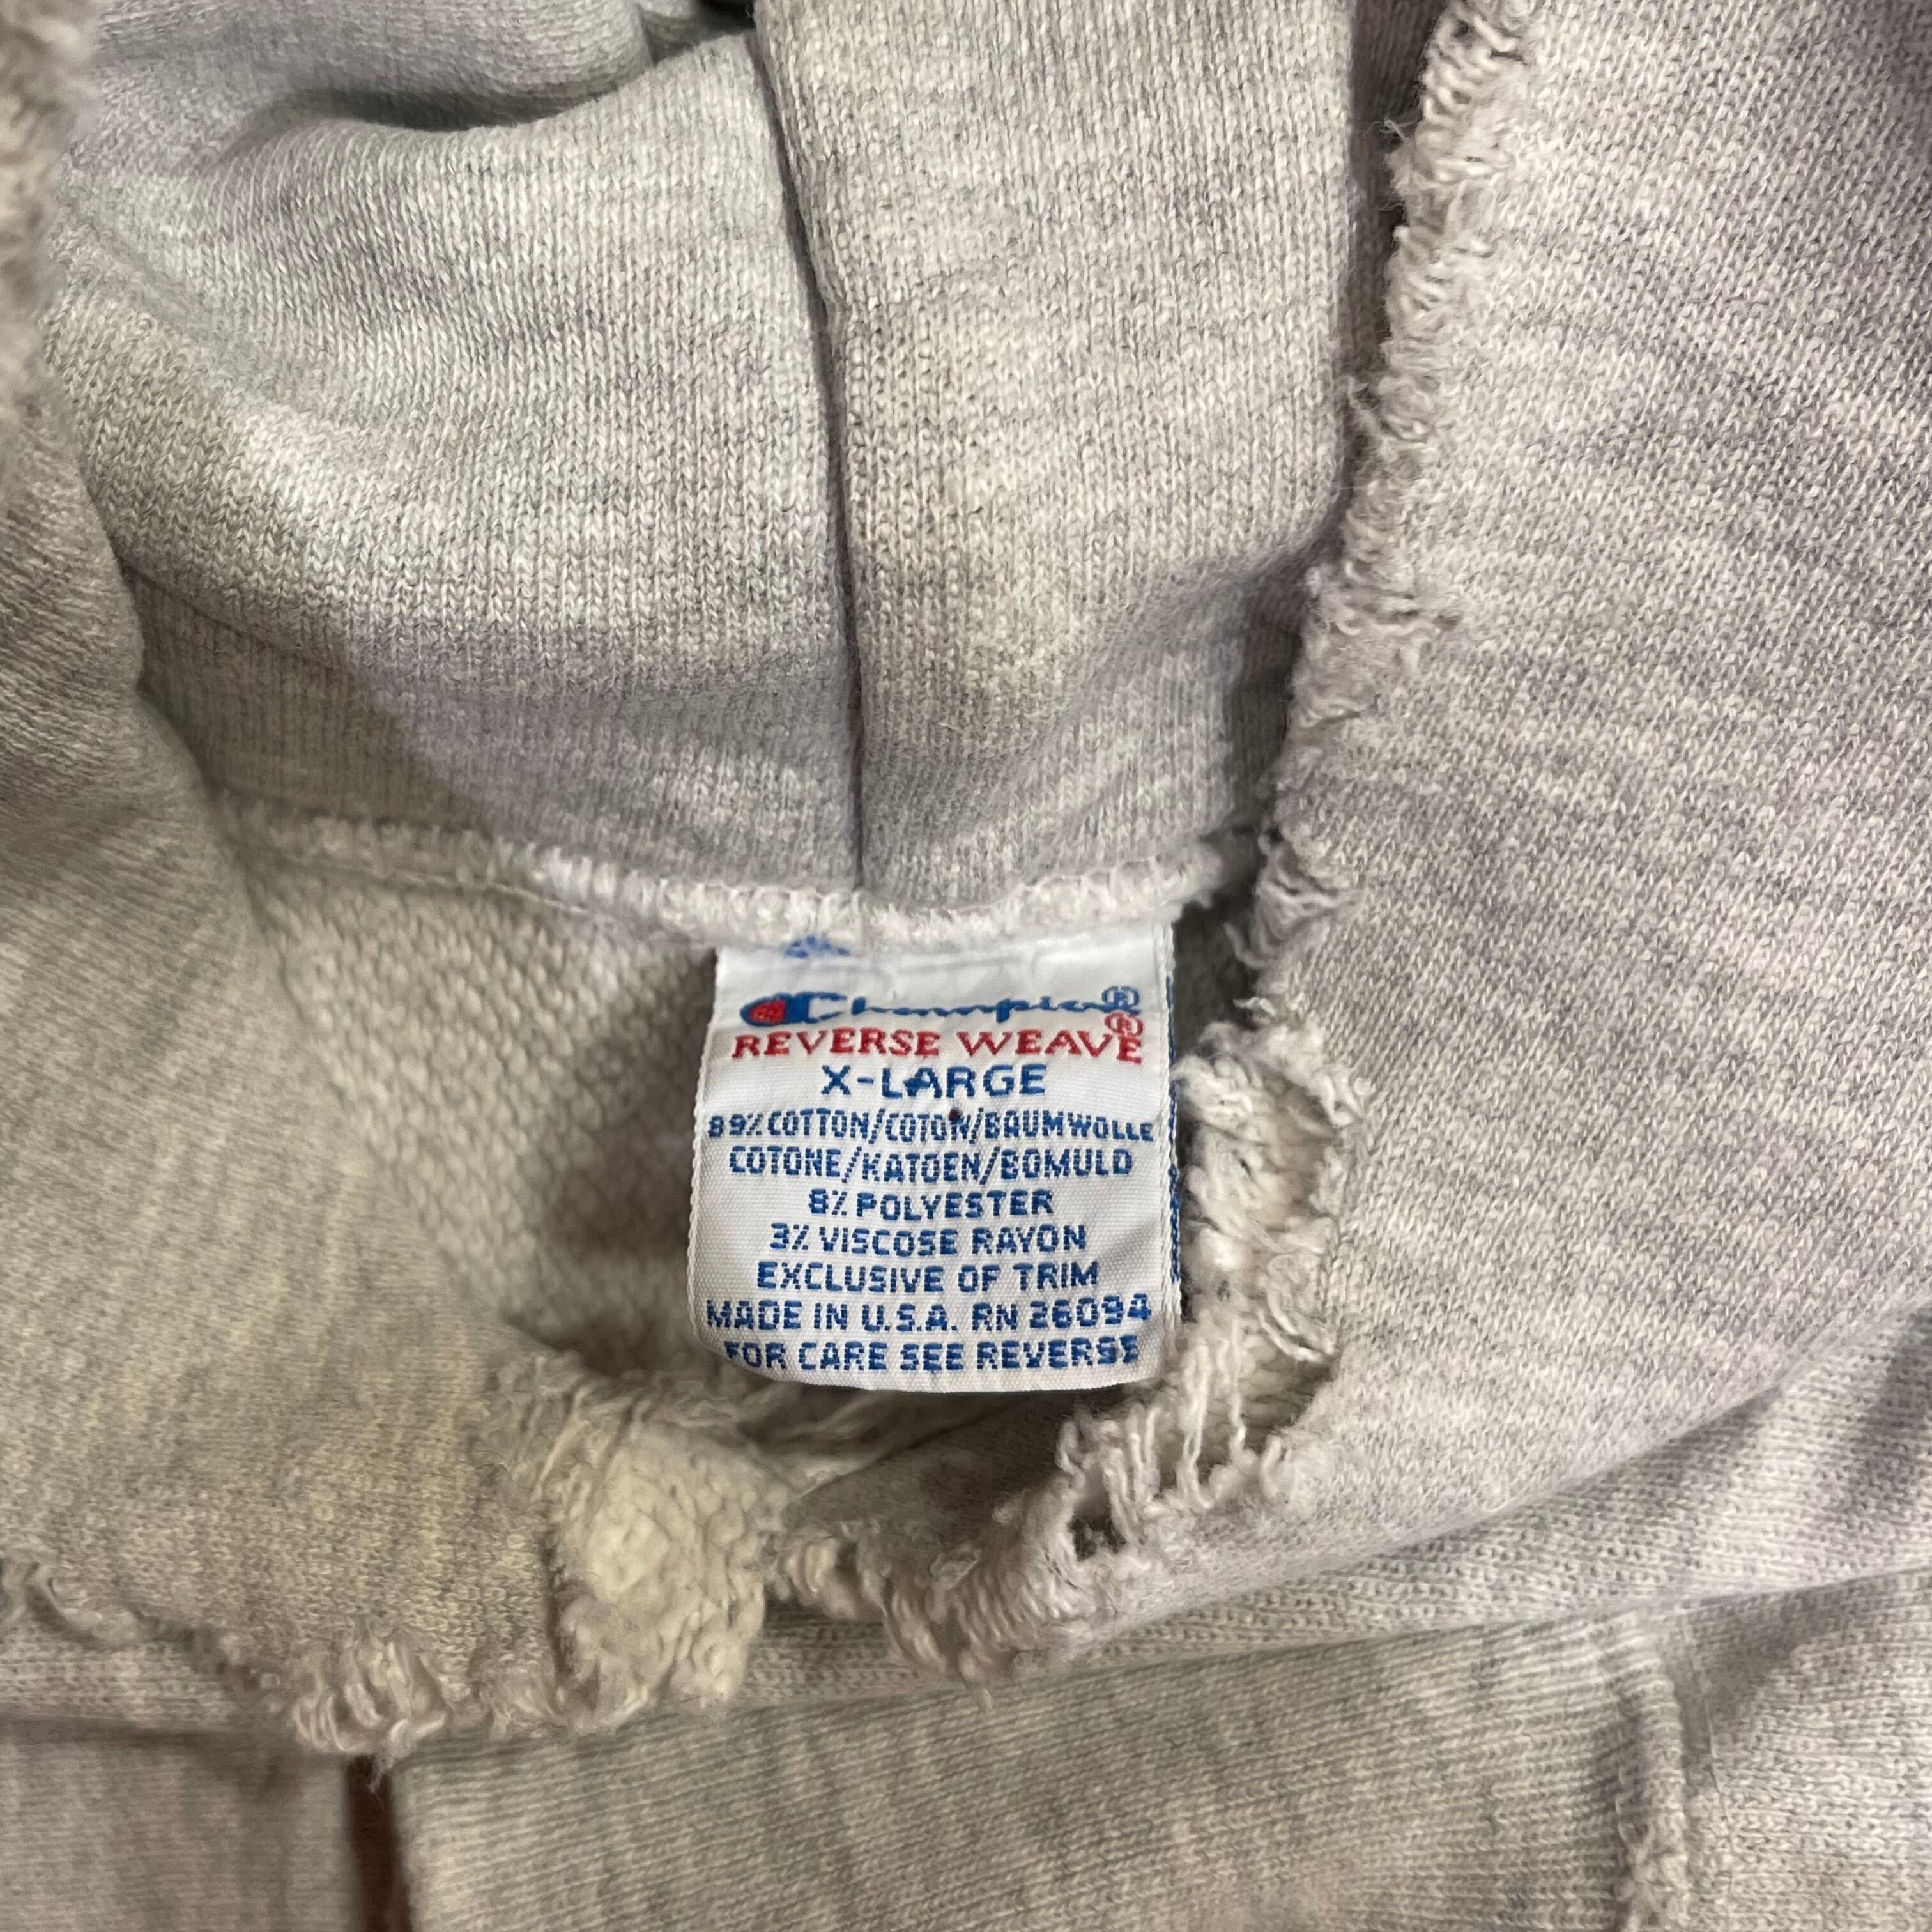 Champion®
REVERSE WEAVE®
X-LARGE
89% COTTON/COTON/BAUMWOLLE
COTONE/KATOEN/BOMULD
8% POLYESTER
3% VISCOSE RAYON
EXCLUSIVE OF TRIM
MADE IN U.S.A. RN 26094
FOR CARE SEE REVERSE